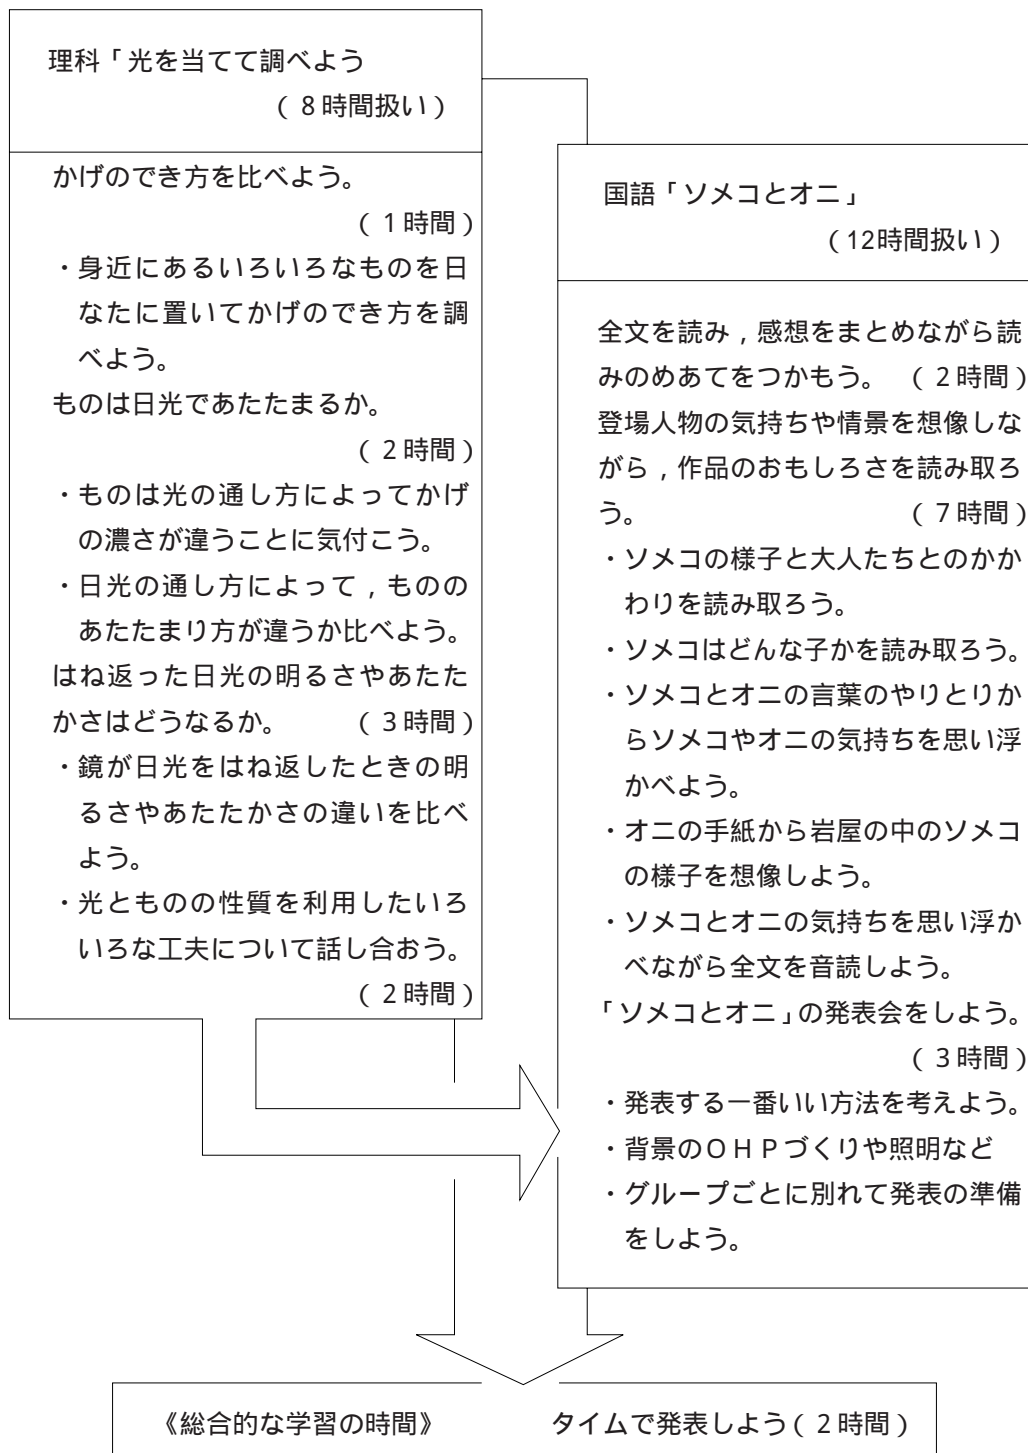 理科「光を当てて調べよう
(8時間扱い)
かげのでき方を比べよう。
(1時間)
・身近にあるいろいろなものを日
なたに置いてかげのでき方を調
べよう。
ものは日光であたたまるか。
(2時間)
・ものは光の通し方によってかげ
の濃さが違うことに気付こう。
・日光の通し方によって,ものの
あたたまり方が違うか比べよう。
はね返った日光の明るさやあたた
かさはどうなるか。 (3時間)
・鏡が日光をはね返したときの明
るさやあたたかさの違いを比べ
よう。
・光とものの性質を利用したいろ
いろな工夫について話し合おう。
(2時間)
国語「ソメコとオニ」
(12時間扱い)
全文を読み,感想をまとめながら読
みのめあてをつかもう。 (2時間)
登場人物の気持ちや情景を想像しな
がら,作品のおもしろさを読み取ろ
う。 (7時間)
・ソメコの様子と大人たちとのかか
わりを読み取ろう。
・ソメコはどんな子かを読み取ろう。
・ソメコとオニの言葉のやりとりか
らソメコやオニの気持ちを思い浮
かべよう。
・オニの手紙から岩屋の中のソメコ
の様子を想像しよう。
・ソメコとオニの気持ちを思い浮か
べながら全文を音読しよう。
「ソメコとオニ」の発表会をしよう。
(3時間)
・発表する一番いい方法を考えよう。
・背景のOHPづくりや照明など
・グループごとに別れて発表の準備
をしよう。
《総合的な学習の時間》 タイムで発表しよう(2時間)